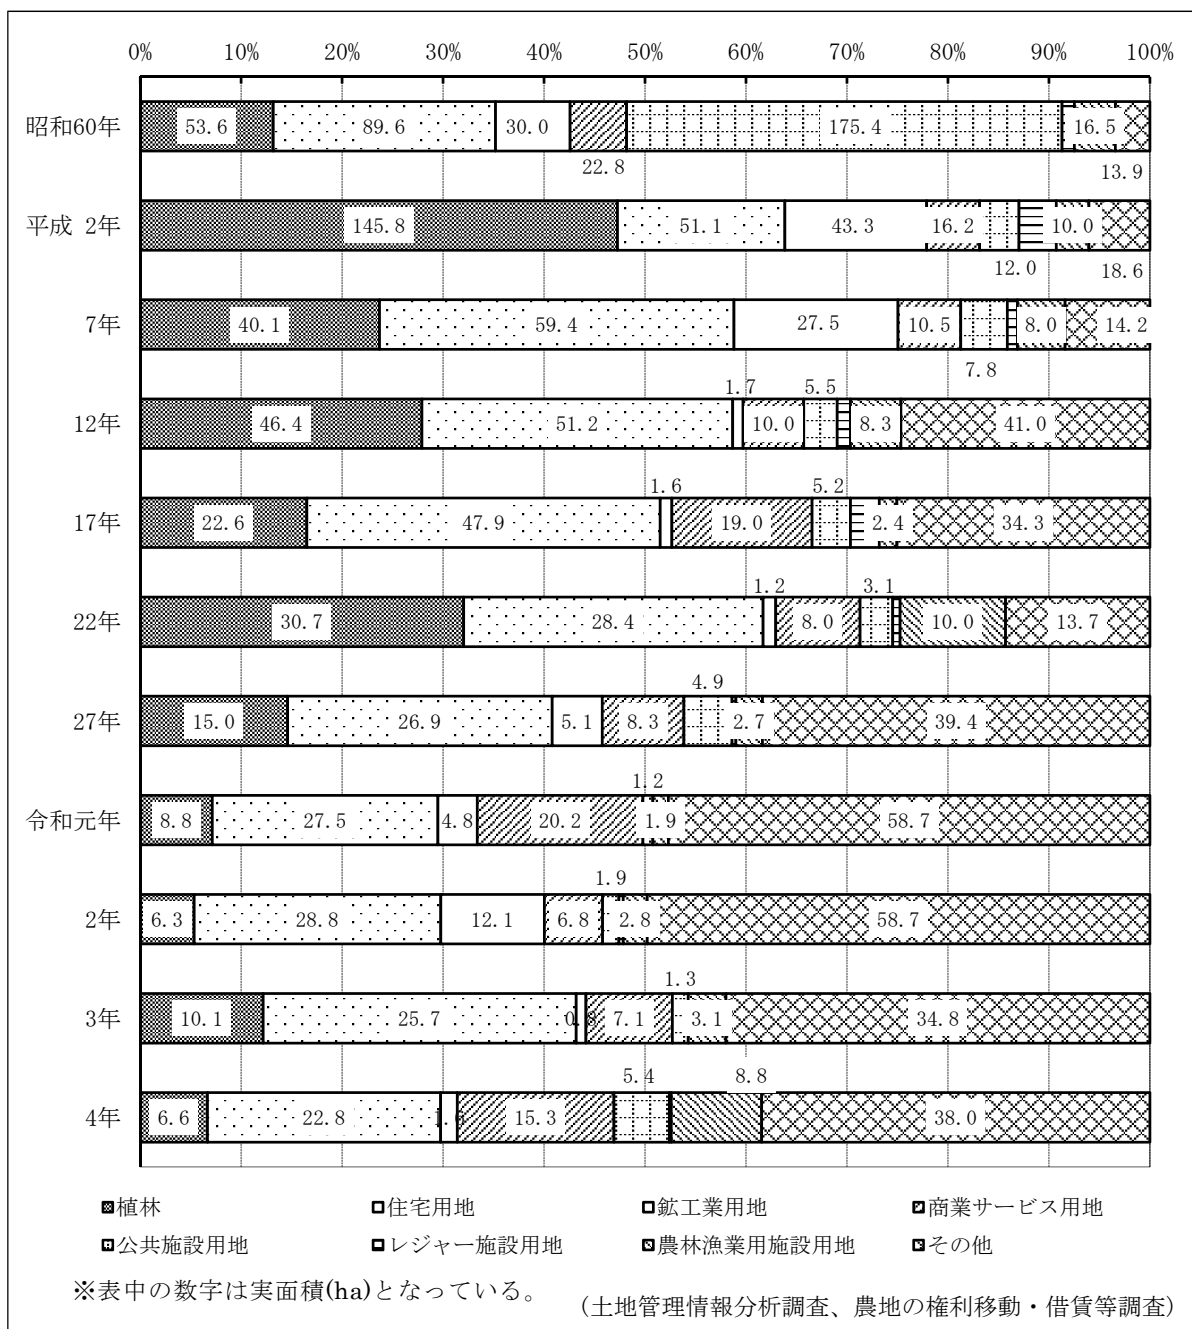 0% 10% 20% 30% 40% 50% 60% 70% 80% 90% 100%
昭和60年 53.6 89.6 30.0 175.4 16.5
22.8 13.9
平成 2年 145.8 51.1 43.3 16.2 10.0
12.0 18.6
7年 40.1 59.4 27.5 10.5 8.0 14.2
7.8
1.7 5.5
12年 46.4 51.2 10.0 8.3 41.0
1.6 5.2
17年 22.6 47.9 19.0 2.4 34.3
1.2 3.1
22年 30.7 28.4 8.0 10.0 13.7
4.9
27年 15.0 26.9 5.1 8.3 2.7 39.4
1.2
令和元年 8.8 27.5 4.8 20.2 1.9 58.7
1.9
2年 6.3 28.8 12.1 6.8 2.8 58.7
1.3
3年 10.1 25.7 7.1 3.1 34.8
5.4 8.8
4年 6.6 22.8 15.3 38.0
植林 住宅用地 鉱工業用地 商業サービス用地
公共施設用地 レジャー施設用地 農林漁業用施設用地 その他
※表中の数字は実面積(ha)となっている。
(土地管理情報分析調査、農地の権利移動・借賃等調査)